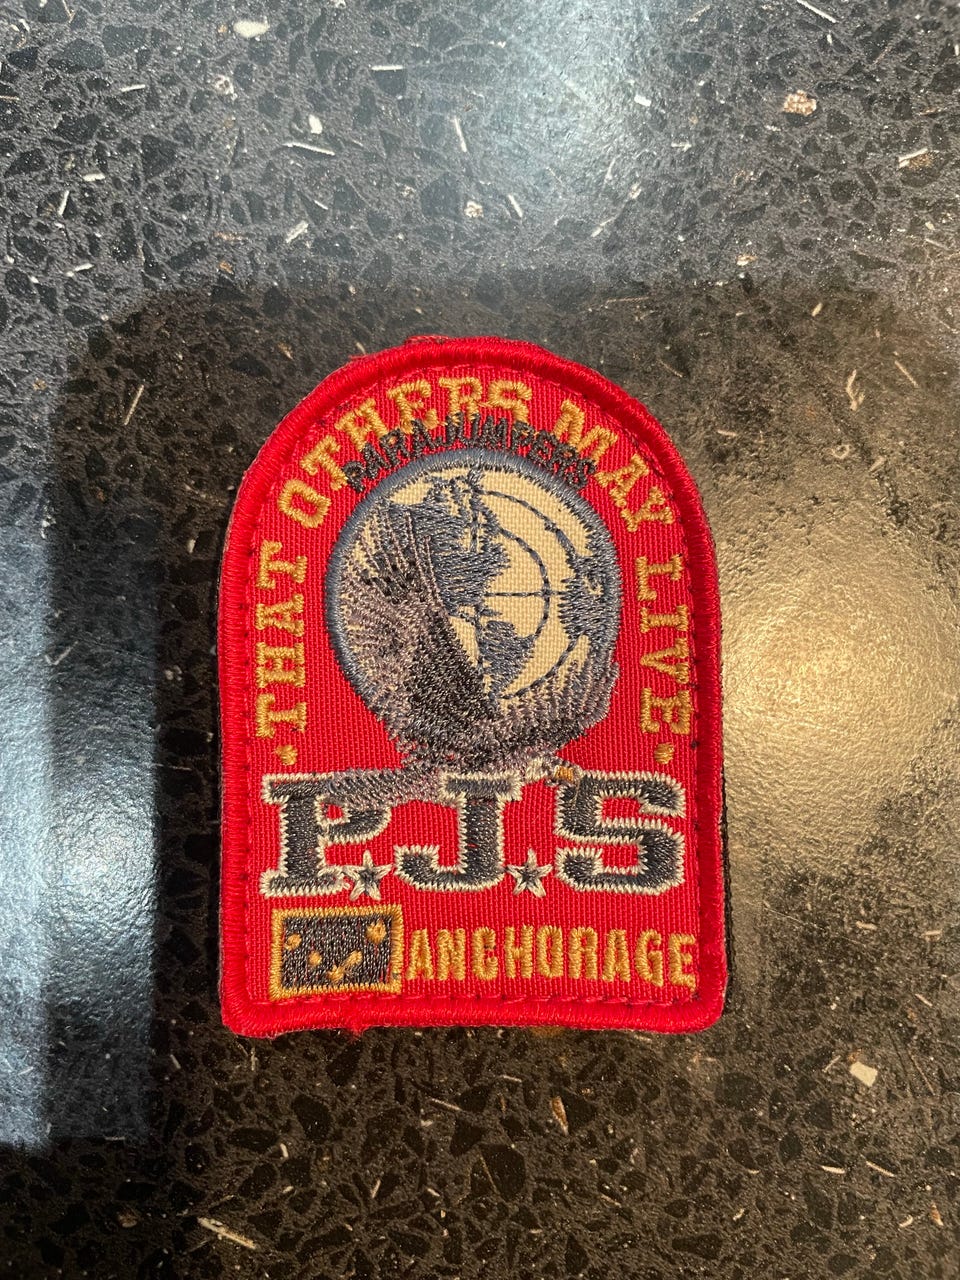 •THAT OTHERS MAY LIVE•
PARAJUMPERS
P.J.S
ANCHORAGE